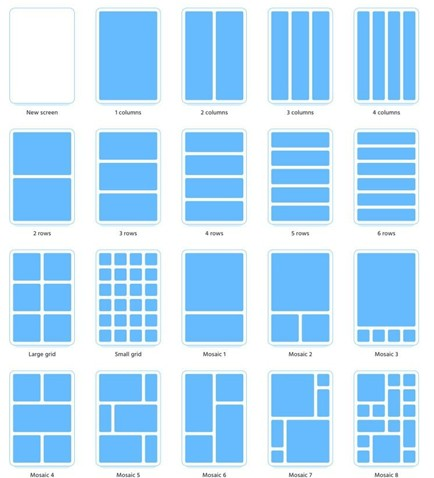 New screen
1 columns
2 columns
3 columns
4 columns
2 rows
3 rows
4 rows
5 rows
6 rows
Large grid
Small grid
Mosaic 1
Mosaic 2
Mosaic 3
Mosaic 4
Mosaic 5
Mosaic 6
Mosaic 7
Mosaic 8